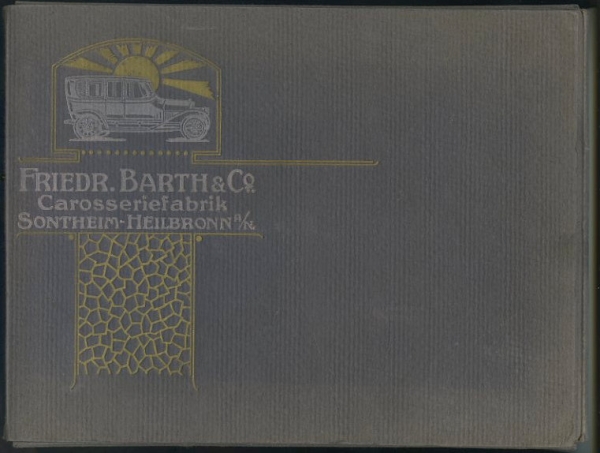 FRIEDR. BARTH & CO.
Carosseriefabrik
SONTHEIM-HEILBRONN a/N.